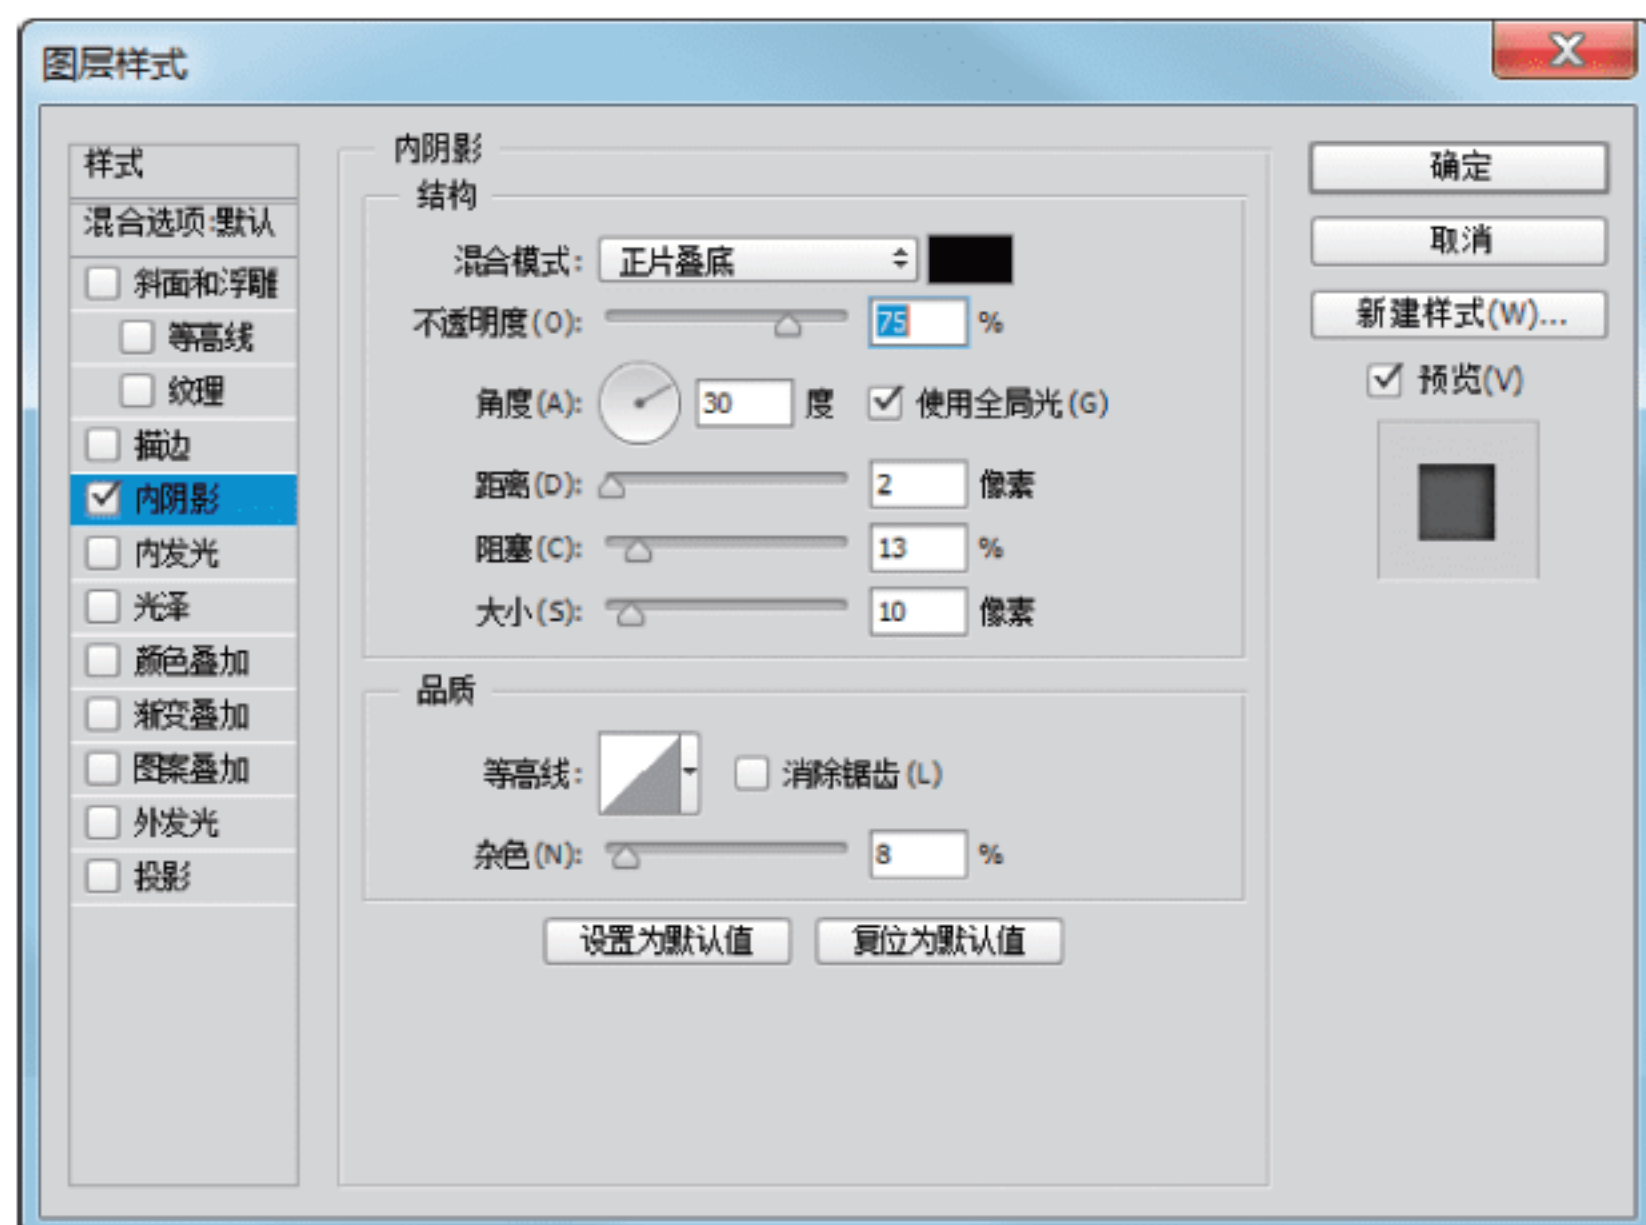 图层样式
样式
混合选项:默认
斜面和浮雕
等高线
纹理
描边
内阴影
内发光
光泽
颜色叠加
渐变叠加
图案叠加
外发光
投影
内阴影
结构
混合模式: 正片叠底
不透明度(O): 75 %
角度(A): 30 度 使用全局光(G)
距离(D): 2 像素
阻塞(C): 13 %
大小(S): 10 像素
品质
等高线: 消除锯齿(L)
杂色(N): 8 %
设置为默认值 复位为默认值
确定
取消
新建样式(W)...
预览(V)